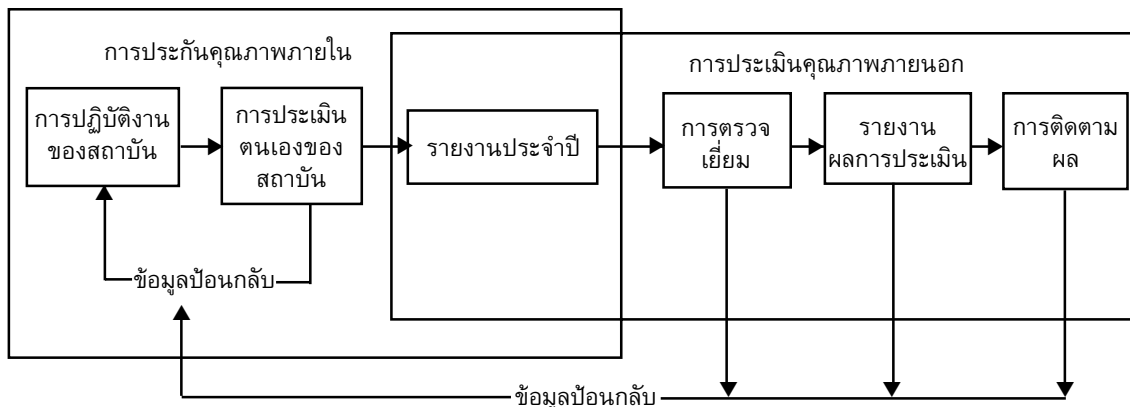 การประกันคุณภาพภายใน
การประเมินคุณภาพภายนอก
การปฏิบัติงาน
ของสถาบัน
การประเมิน
ตนเองของ
สถาบัน
รายงานประจำปี
การตรวจ
เยี่ยม
รายงาน
ผลการประเมิน
การติดตาม
ผล
ข้อมูลป้อนกลับ
ข้อมูลป้อนกลับ